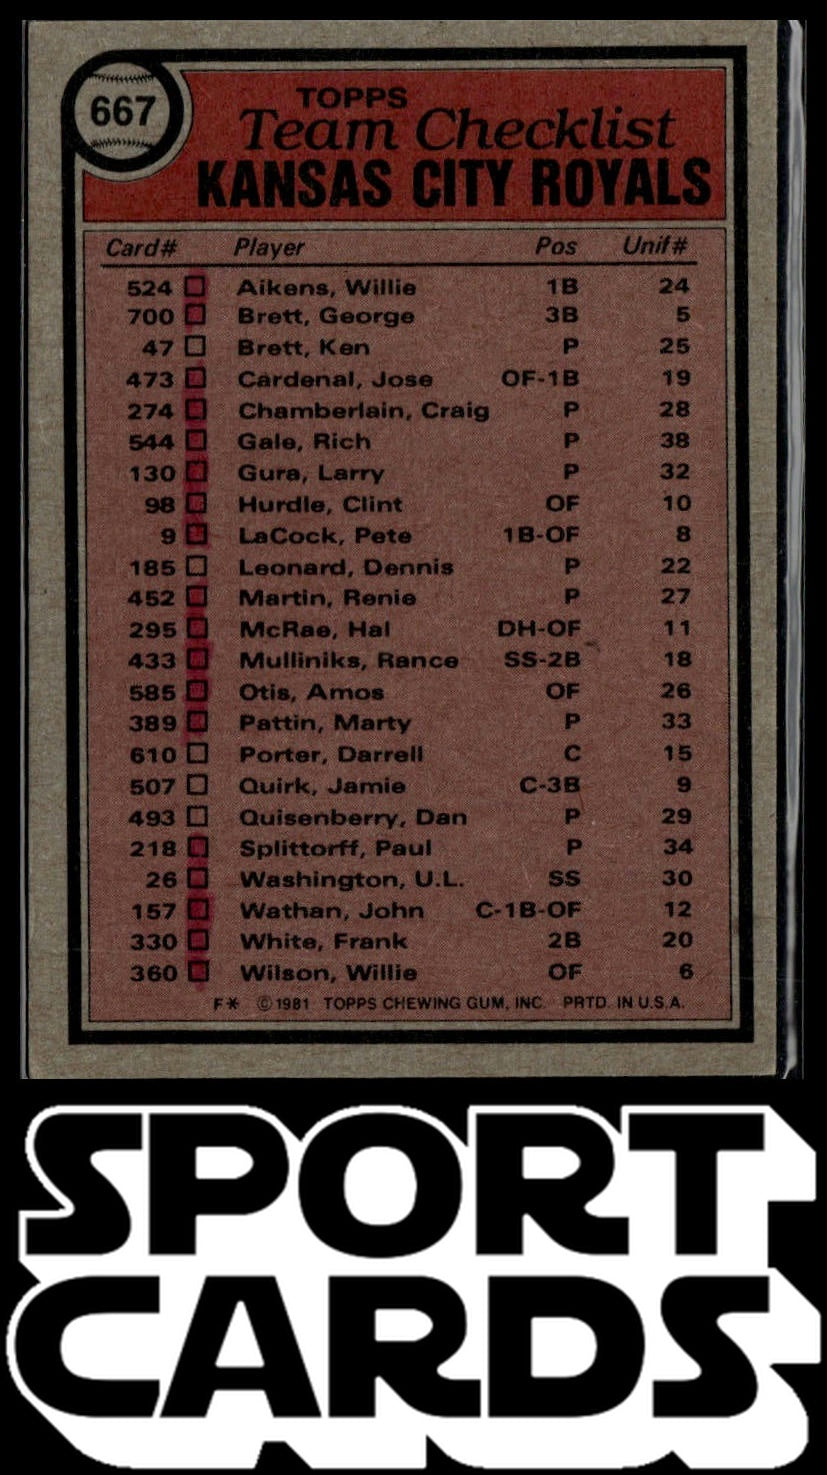 667
TOPPS
Team Checklist
KANSAS CITY ROYALS
Card# Player Pos Unif#
524 Aikens, Willie 1B 24
700 Brett, George 3B 5
47 Brett, Ken P 25
473 Cardenal, Jose OF-1B 19
274 Chamberlain, Craig P 28
544 Gale, Rich P 38
130 Gura, Larry P 32
98 Hurdle, Clint OF 10
9 LaCock, Pete 1B-OF 8
185 Leonard, Dennis P 22
452 Martin, Renie P 27
295 McRae, Hal DH-OF 11
433 Mulliniks, Rance SS-2B 18
585 Otis, Amos OF 26
389 Pattin, Marty P 33
610 Porter, Darrell C 15
507 Quirk, Jamie C-3B 9
493 Quisenberry, Dan P 29
218 Splittorff, Paul P 34
26 Washington, U.L. SS 30
157 Wathan, John C-1B-OF 12
330 White, Frank 2B 20
360 Wilson, Willie OF 6
F* ©1981 TOPPS CHEWING GUM, INC. PRTD. IN U.S.A.
SPORT
CARDS